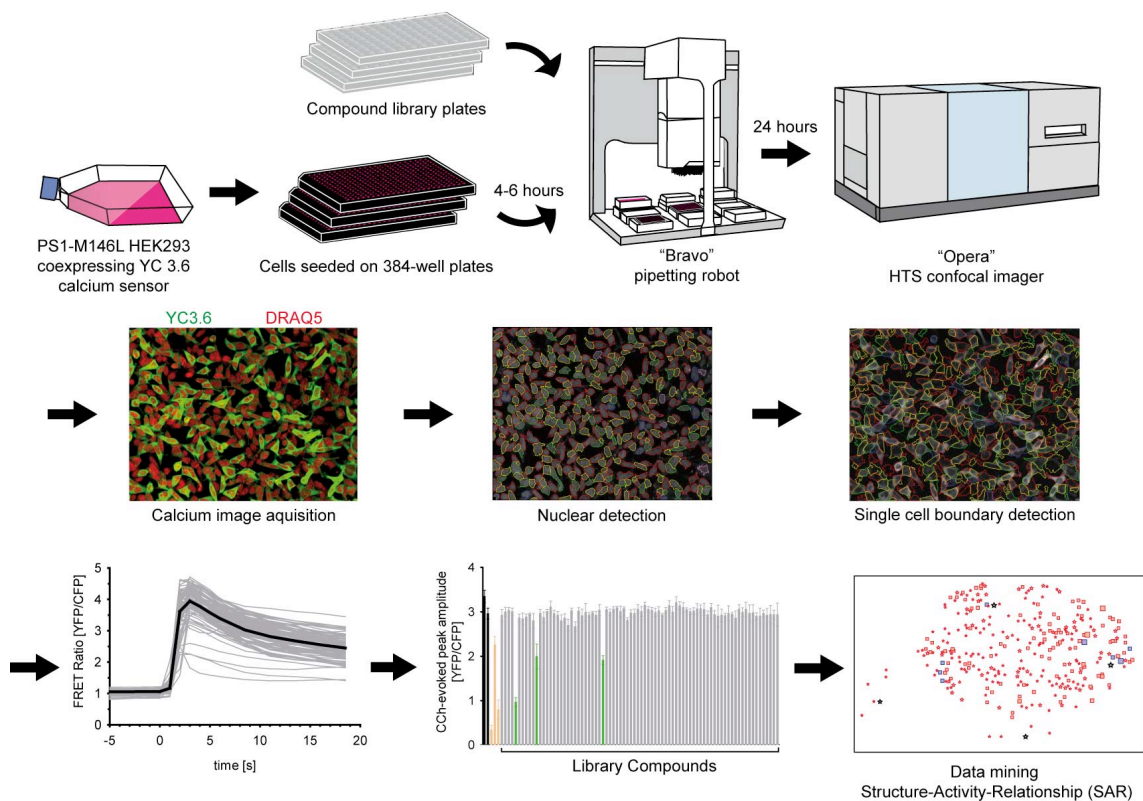 Compound library plates
24 hours
4-6 hours
PS1-M146L HEK293
coexpressing YC 3.6
calcium sensor
Cells seeded on 384-well plates
“Bravo”
pipetting robot
“Opera”
HTS confocal imager
YC3.6 DRAQ5
Calcium image aquisition
Nuclear detection
Single cell boundary detection
FRET Ratio [YFP/CFP]
5
4
3
2
1
0
-5 0 5 10 15 20
time [s]
CCh-evoked peak amplitude
[YFP/CFP]
4
3
2
1
0
Library Compounds
Data mining
Structure-Activity-Relationship (SAR)